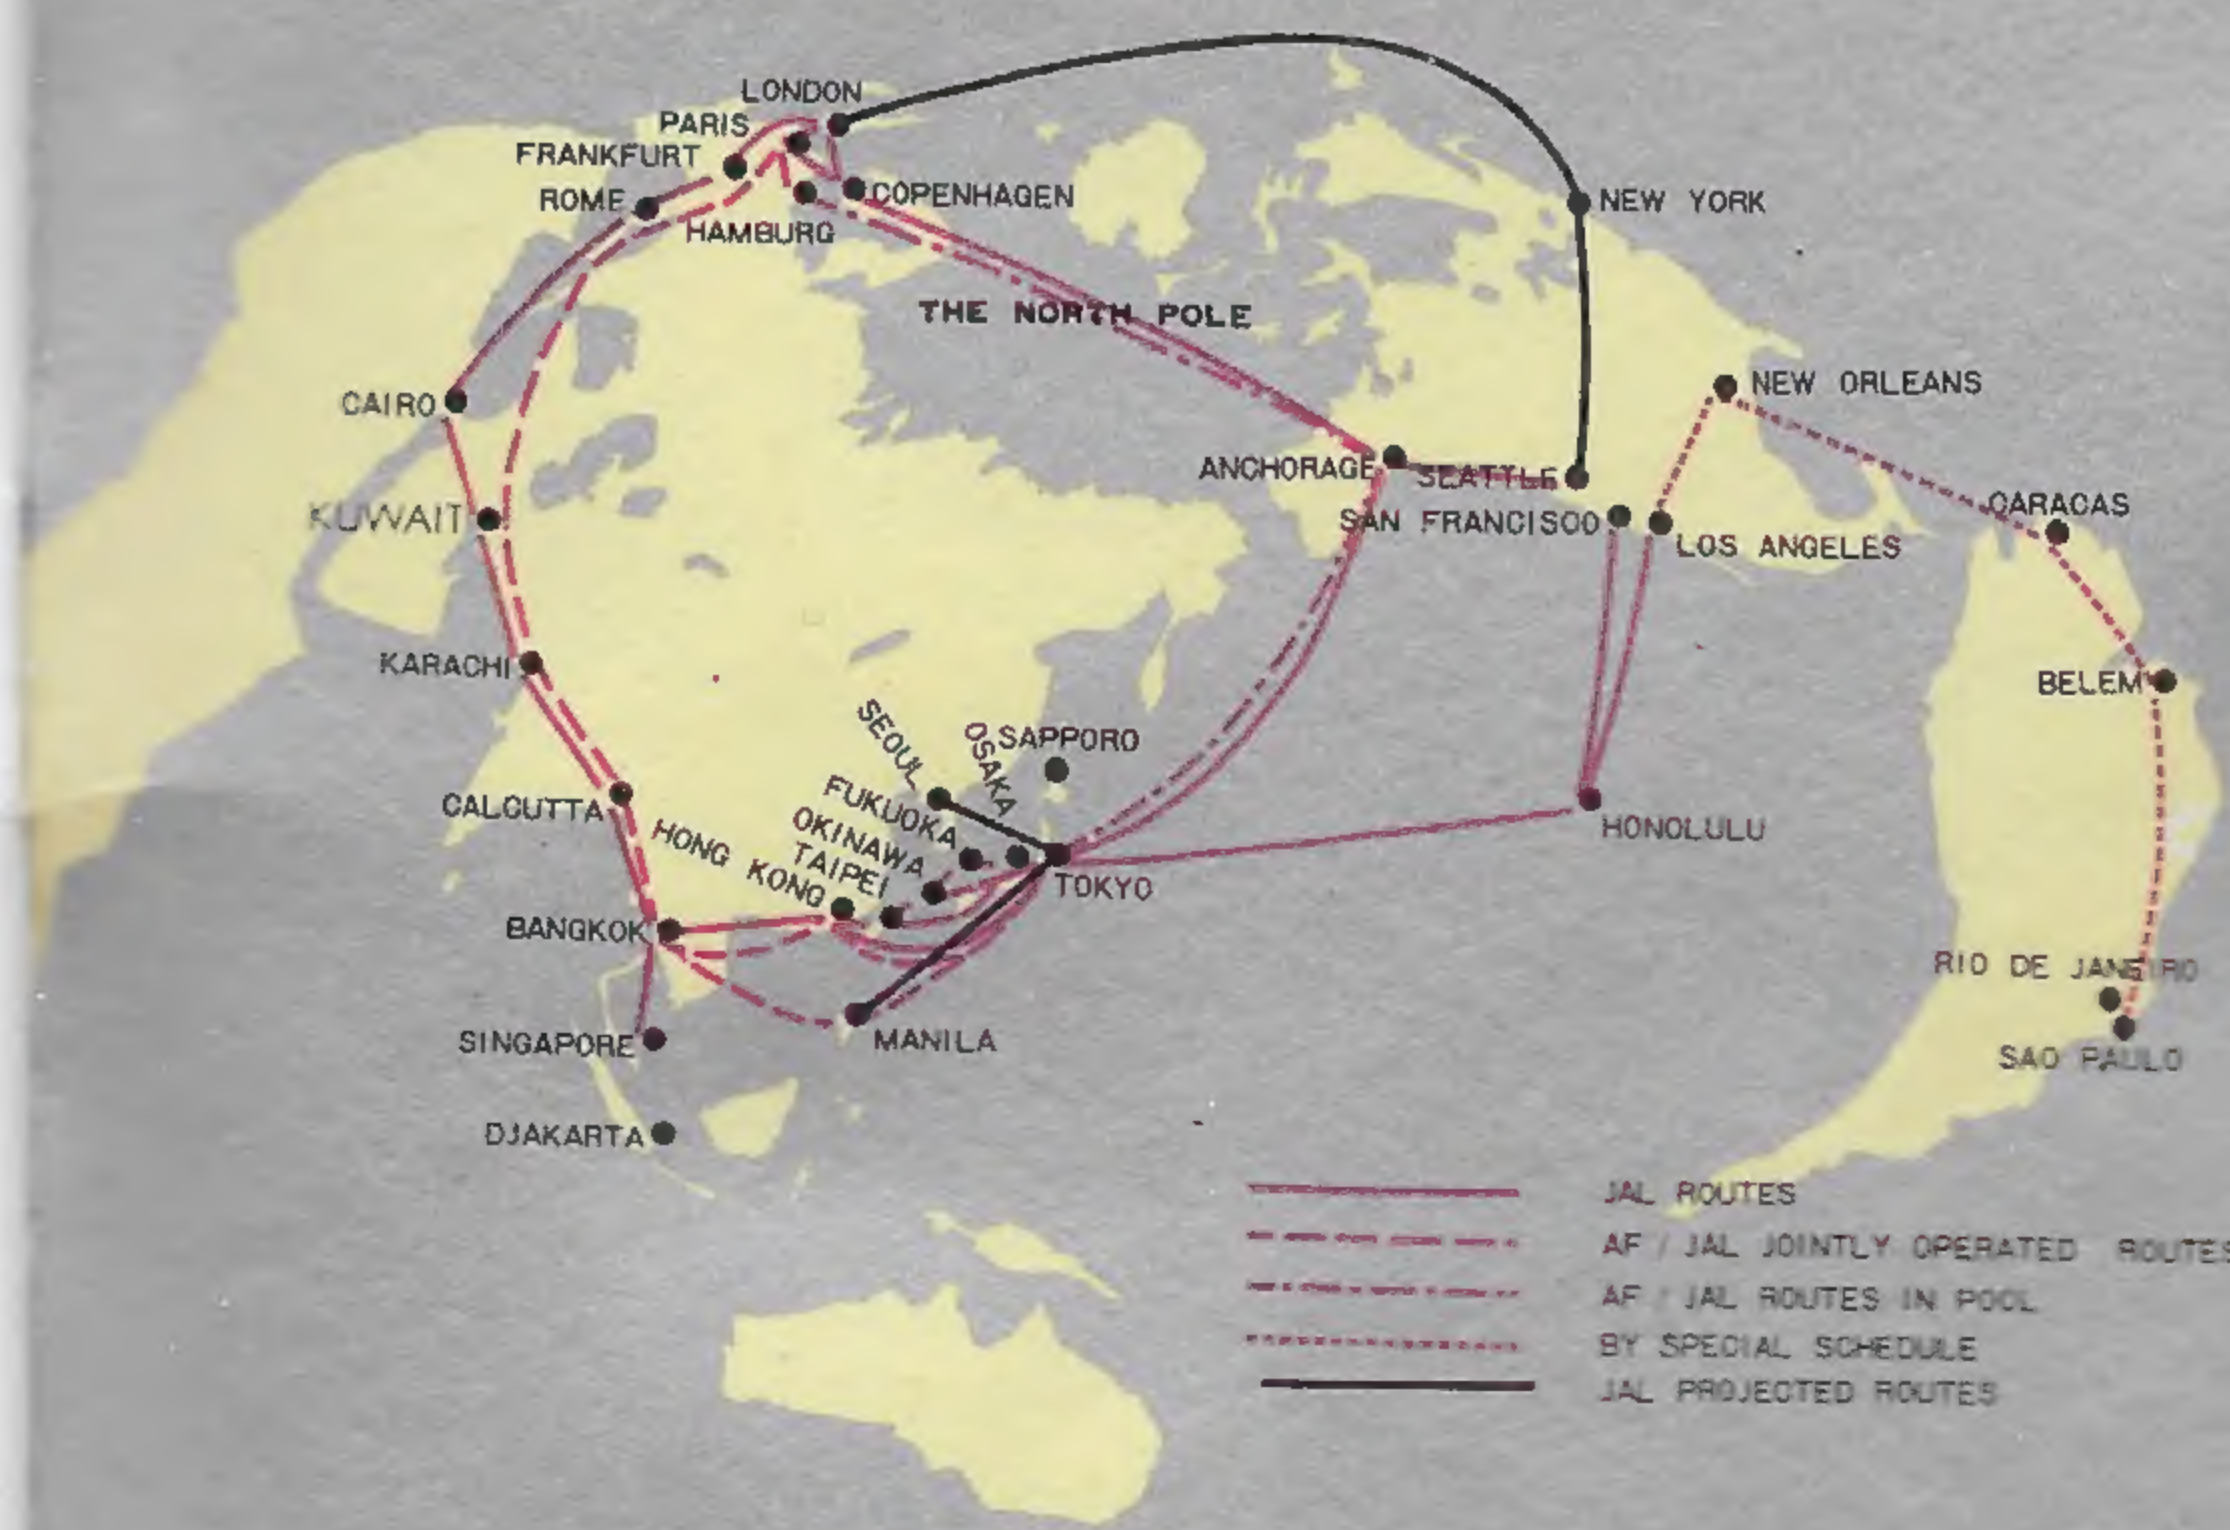 LONDON
PARIS
FRANKFURT
ROME
COPENHAGEN
HAMBURG
NEW YORK
THE NORTH POLE
NEW ORLEANS
CAIRO
ANCHORAGE
SEATTLE
KUWAIT
SAN FRANCISCO
LOS ANGELES
CARACAS
KARACHI
BELEM
SEOUL
OSAKA
SAPPORO
FUKUOKA
OKINAWA
TAIPEI
HONG KONG
CALCUTTA
HONOLULU
TOKYO
BANGKOK
RIO DE JANEIRO
SINGAPORE
MANILA
SAO PAULO
DJAKARTA
JAL ROUTES
AF / JAL JOINTLY OPERATED ROUTES
AF / JAL ROUTES IN POOL
BY SPECIAL SCHEDULE
JAL PROJECTED ROUTES